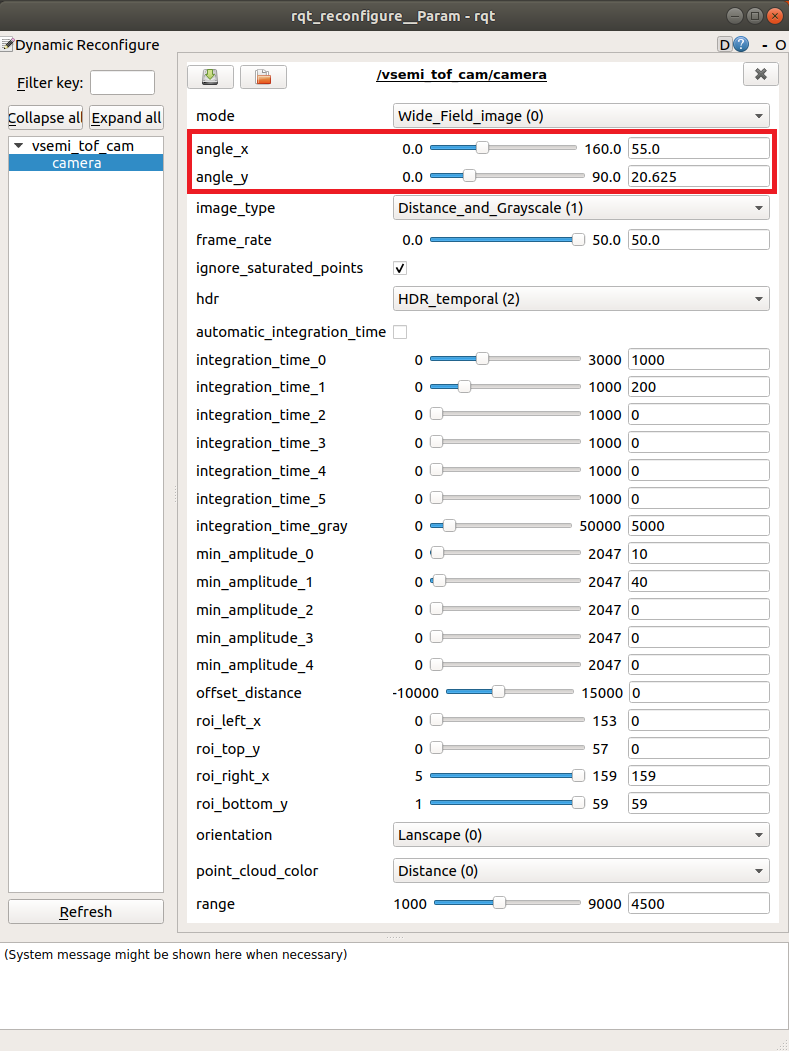 rqt_reconfigure__Param - rqt
Dynamic Reconfigure D ? - O
Filter key:
Collapse all Expand all
vsemi_tof_cam
camera
Refresh
/vsemi_tof_cam/camera
mode Wide_Field_image (0)
angle_x 0.0 160.0 55.0
angle_y 0.0 90.0 20.625
image_type Distance_and_Grayscale (1)
frame_rate 0.0 50.0 50.0
ignore_saturated_points
hdr HDR_temporal (2)
automatic_integration_time
integration_time_0 0 3000 1000
integration_time_1 0 1000 200
integration_time_2 0 1000 0
integration_time_3 0 1000 0
integration_time_4 0 1000 0
integration_time_5 0 1000 0
integration_time_gray 0 50000 5000
min_amplitude_0 0 2047 10
min_amplitude_1 0 2047 40
min_amplitude_2 0 2047 0
min_amplitude_3 0 2047 0
min_amplitude_4 0 2047 0
offset_distance -10000 15000 0
roi_left_x 0 153 0
roi_top_y 0 57 0
roi_right_x 5 159 159
roi_bottom_y 1 59 59
orientation Lanscape (0)
point_cloud_color Distance (0)
range 1000 9000 4500
(System message might be shown here when necessary)